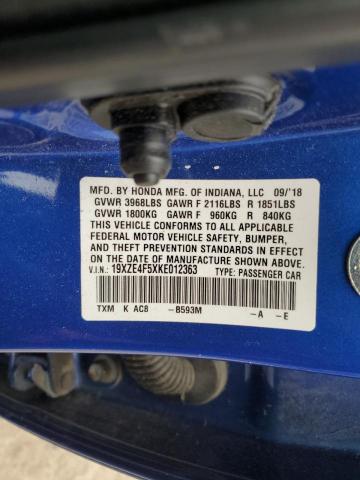 MFD. BY HONDA MFG. OF INDIANA, LLC 09/'18
GVWR 3968LBS GAWR F 2116LBS R 1851LBS
GVWR 1800KG GAWR F 960KG R 840KG
THIS VEHICLE CONFORMS TO ALL APPLICABLE
FEDERAL MOTOR VEHICLE SAFETY, BUMPER,
AND THEFT PREVENTION STANDARDS IN EFFECT
ON THE DATE OF MANUFACTURE SHOWN ABOVE.
V.I.N.: 19XZE4F5XKE012363 TYPE: PASSENGER CAR
TXM K AC8 -B593M -A -E